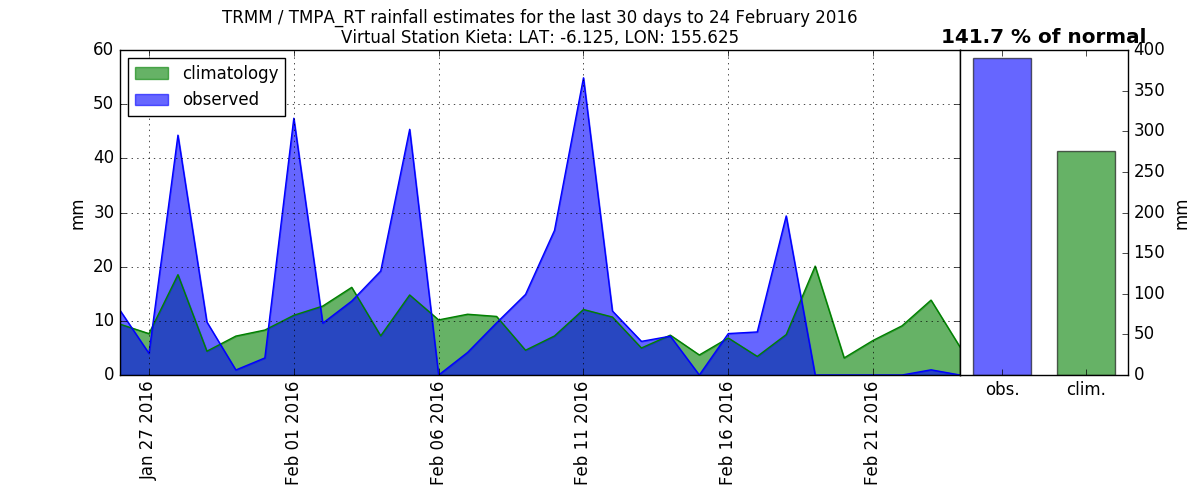 TRMM / TMPA_RT rainfall estimates for the last 30 days to 24 February 2016
Virtual Station Kieta: LAT: -6.125, LON: 155.625
141.7 % of normal
climatology
observed
mm
60
50
40
30
20
10
0
Jan 27 2016
Feb 01 2016
Feb 06 2016
Feb 11 2016
Feb 16 2016
Feb 21 2016
obs.
clim.
400
350
300
250
200
150
100
50
0
mm